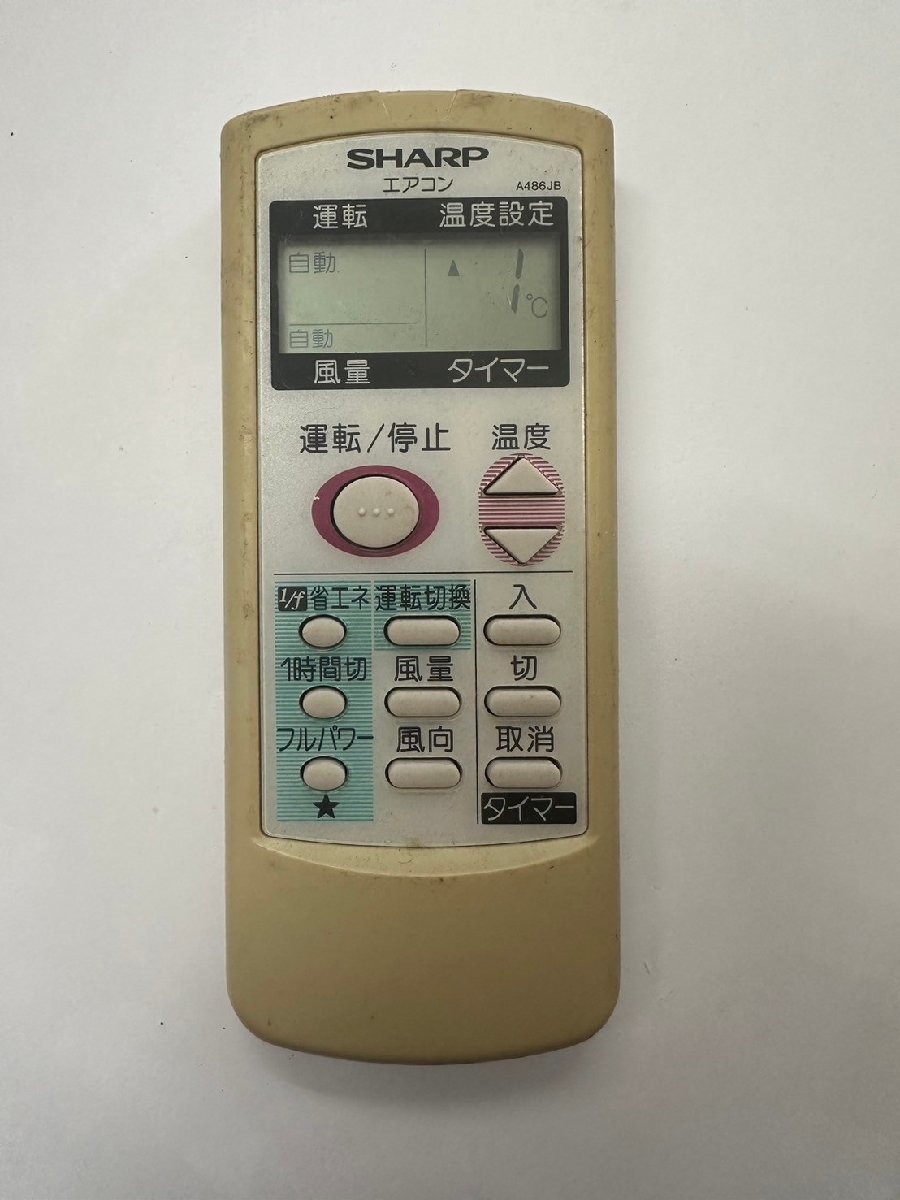 SHARP
エアコン A486JB
運転 温度設定
自動 ▲ 1
℃
自動
風量 タイマー
運転/停止 温度
1/f 省エネ 運転切換 入
1時間切 風量 切
フルパワー 風向 取消
★ タイマー